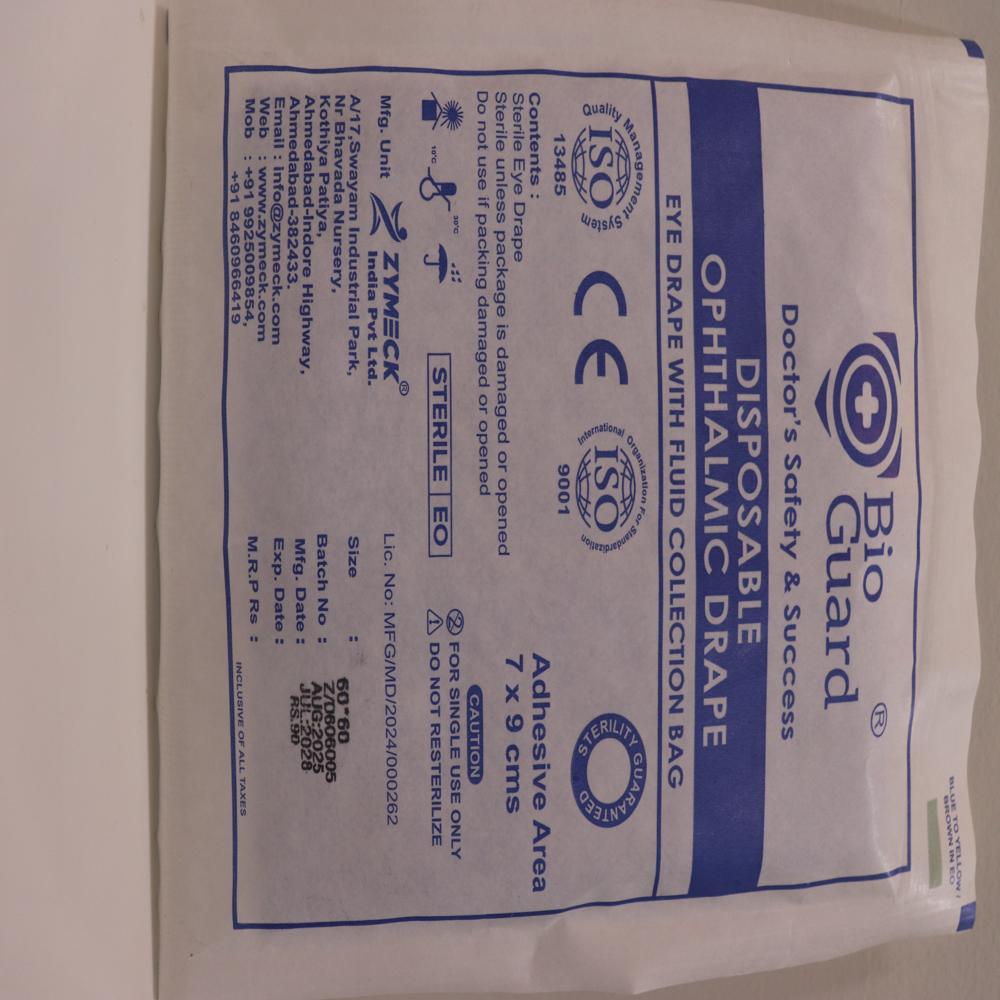 BLUE TO YELLOW /
BROWN IN EO
Bio
Guard ®
Doctor's Safety & Success
DISPOSABLE
OPHTHALMIC DRAPE
EYE DRAPE WITH FLUID COLLECTION BAG
Quality Management System
ISO
13485
CE
International Organization For Standardization
ISO
9001
STERILITY GUARANTEED
Contents :
Sterile Eye Drape
Sterile unless package is damaged or opened
Do not use if packing damaged or opened
Adhesive Area
7 x 9 cms
10°C
30°C
STERILE EO
CAUTION
2 FOR SINGLE USE ONLY
! DO NOT RESTERILIZE
Mfg. Unit
ZYMECK®
India Pvt Ltd.
A/17,Swayam Industrial Park,
Nr Bhavada Nursery,
Kothiya Patiya,
Ahmedabad-Indore Highway,
Ahmedabad-382433.
Email : Info@zymeck.com
Web : www.zymeck.com
Mob : +91 9925009854,
+91 8460966419
Lic. No: MFG/MD/2024/000262
Size : 60*60
Batch No : Z/D606005
Mfg. Date : AUG:2025
Exp. Date : JUL:2028
M.R.P Rs : RS.90
INCLUSIVE OF ALL TAXES